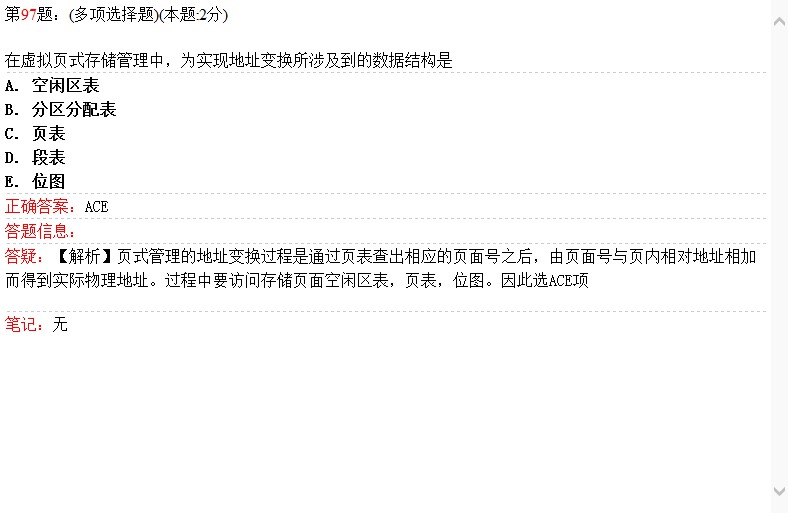 第97题：(多项选择题)(本题:2分)
在虚拟页式存储管理中，为实现地址变换所涉及到的数据结构是
A. 空闲区表
B. 分区分配表
C. 页表
D. 段表
E. 位图
正确答案：ACE
答题信息：
答疑：【解析】页式管理的地址变换过程是通过页表查出相应的页面号之后，由页面号与页内相对地址相加
而得到实际物理地址。过程中要访问存储页面空闲区表，页表，位图。因此选ACE项
笔记：无